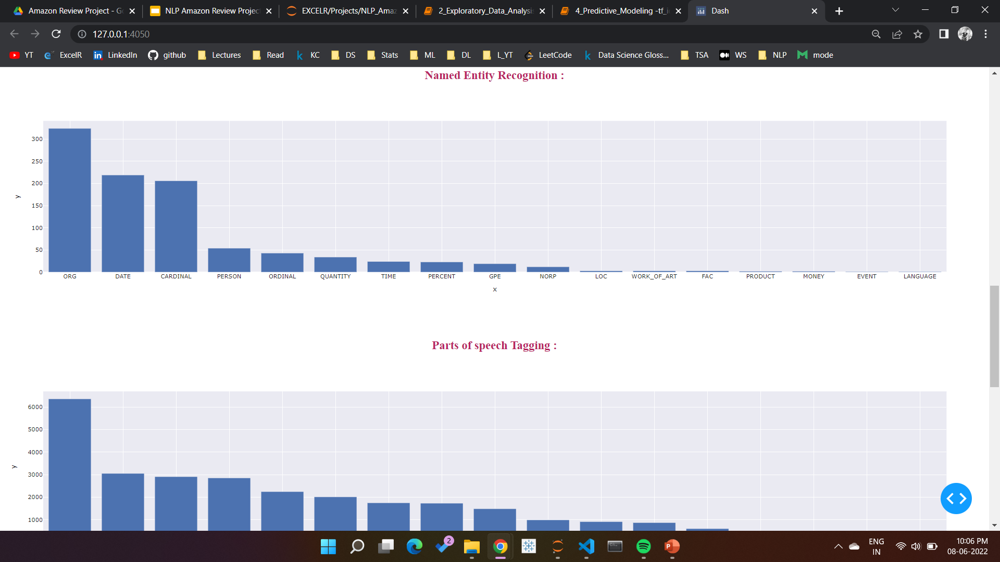 Amazon Review Project - G
NLP Amazon Review Projec
EXCELR/Projects/NLP_Amaz
2_Exploratory_Data_Analysis
4_Predictive_Modeling -tf_i
Dash
127.0.0.1:4050
YT ExcelR LinkedIn github Lectures Read KC DS Stats ML DL L_YT LeetCode Data Science Gloss... TSA WS NLP mode
Named Entity Recognition :
300
250
200
150
100
50
0
y
ORG DATE CARDINAL PERSON ORDINAL QUANTITY TIME PERCENT GPE NORP LOC WORK_OF_ART FAC PRODUCT MONEY EVENT LANGUAGE
x
Parts of speech Tagging :
6000
5000
4000
3000
2000
1000
y
2
ENG
IN
10:06 PM
08-06-2022